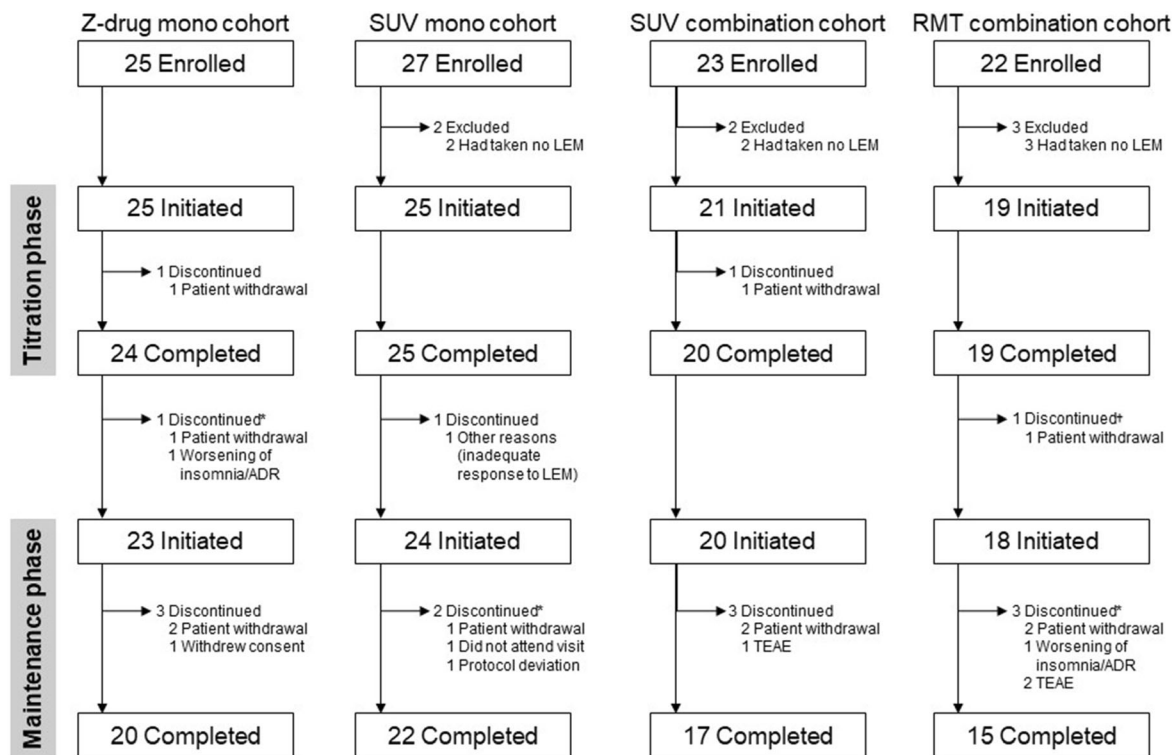 Z-drug mono cohort
SUV mono cohort
SUV combination cohort
RMT combination cohort
25 Enrolled
27 Enrolled
23 Enrolled
22 Enrolled
2 Excluded
2 Had taken no LEM
2 Excluded
2 Had taken no LEM
3 Excluded
3 Had taken no LEM
Titration phase
25 Initiated
25 Initiated
21 Initiated
19 Initiated
1 Discontinued
1 Patient withdrawal
1 Discontinued
1 Patient withdrawal
24 Completed
25 Completed
20 Completed
19 Completed
1 Discontinued*
1 Patient withdrawal
1 Worsening of
insomnia/ADR
1 Discontinued
1 Other reasons
(inadequate
response to LEM)
1 Discontinued†
1 Patient withdrawal
Maintenance phase
23 Initiated
24 Initiated
20 Initiated
18 Initiated
3 Discontinued
2 Patient withdrawal
1 Withdrew consent
2 Discontinued*
1 Patient withdrawal
1 Did not attend visit
1 Protocol deviation
3 Discontinued
2 Patient withdrawal
1 TEAE
3 Discontinued*
2 Patient withdrawal
1 Worsening of
insomnia/ADR
2 TEAE
20 Completed
22 Completed
17 Completed
15 Completed